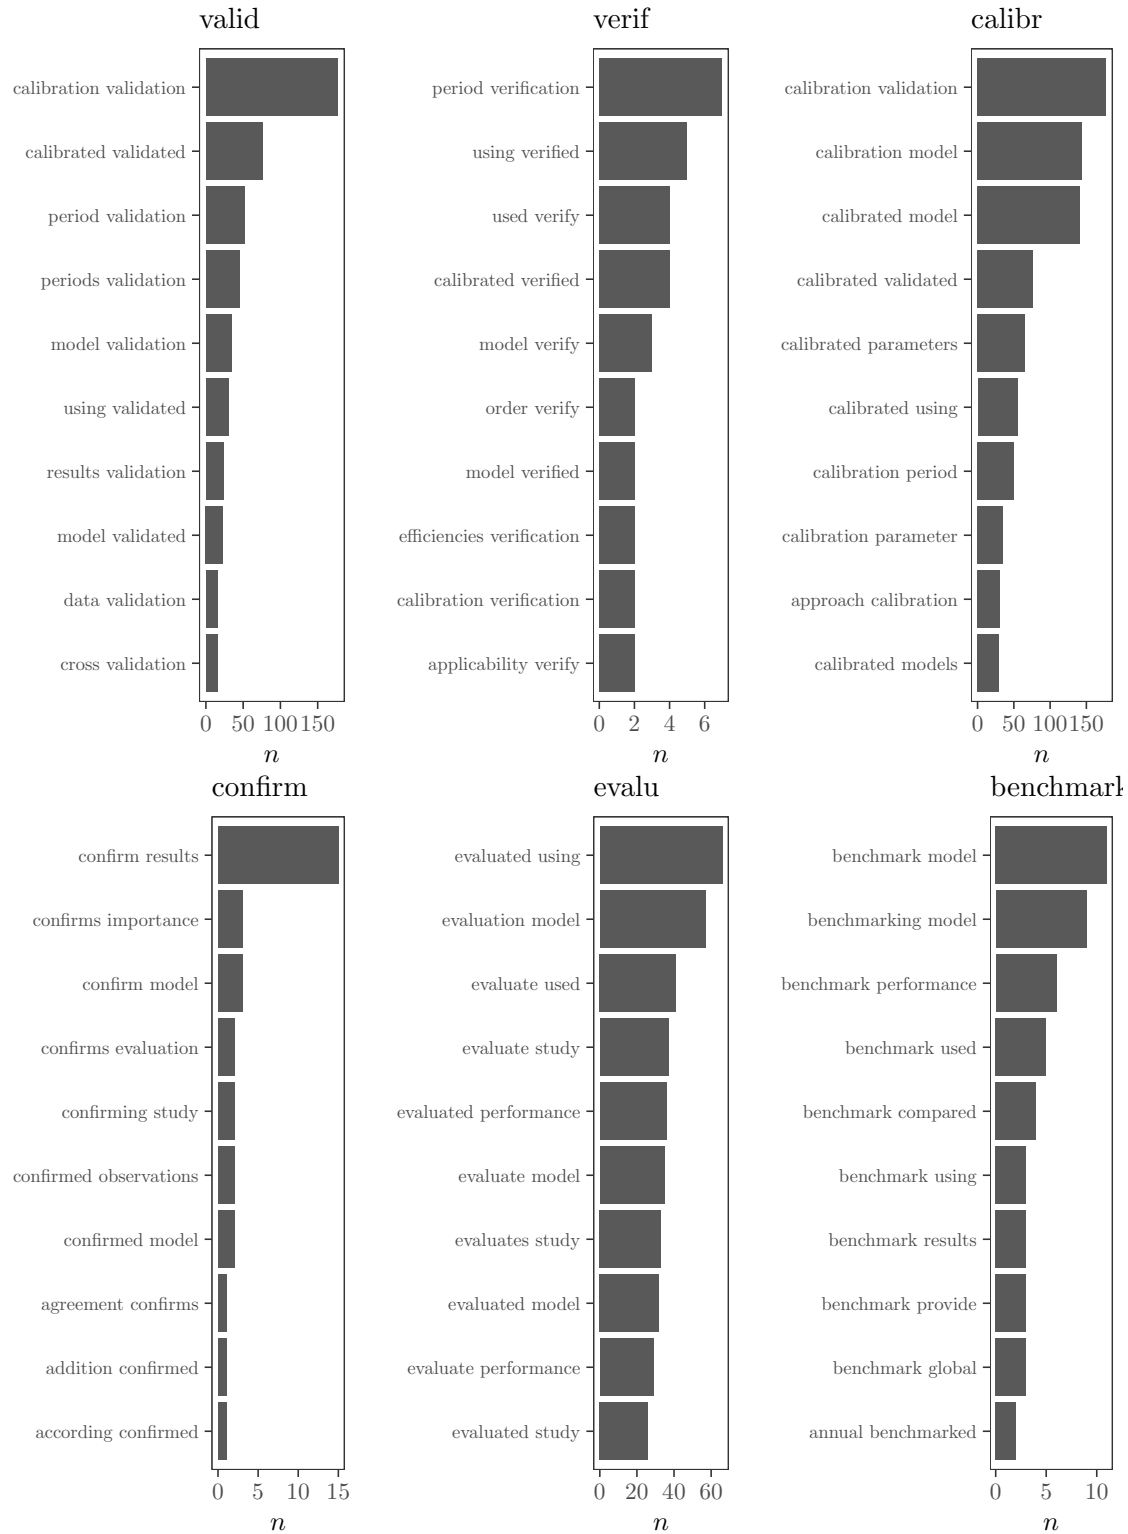 valid
calibration validation
calibrated validated
period validation
periods validation
model validation
using validated
results validation
model validated
data validation
cross validation
0 50 100 150
n
verif
period verification
using verified
used verify
calibrated verified
model verify
order verify
model verified
efficiencies verification
calibration verification
applicability verify
0 2 4 6
n
calibr
calibration validation
calibration model
calibrated model
calibrated validated
calibrated parameters
calibrated using
calibration period
calibration parameter
approach calibration
calibrated models
0 50 100 150
n
confirm
confirm results
confirms importance
confirm model
confirms evaluation
confirming study
confirmed observations
confirmed model
agreement confirms
addition confirmed
according confirmed
0 5 10 15
n
evalu
evaluated using
evaluation model
evaluate used
evaluate study
evaluated performance
evaluate model
evaluates study
evaluated model
evaluate performance
evaluated study
0 20 40 60
n
benchmark
benchmark model
benchmarking model
benchmark performance
benchmark used
benchmark compared
benchmark using
benchmark results
benchmark provide
benchmark global
annual benchmarked
0 5 10
n